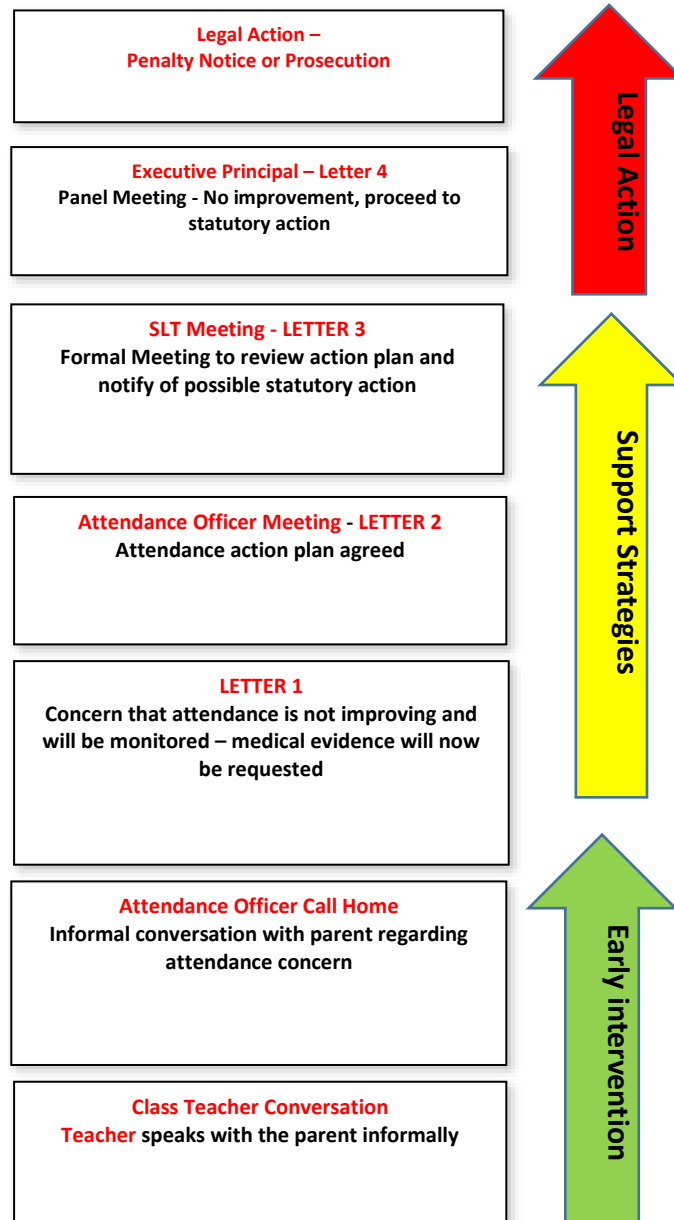 Legal Action –
Penalty Notice or Prosecution
Executive Principal – Letter 4
Panel Meeting - No improvement, proceed to
statutory action
Legal Action
SLT Meeting - LETTER 3
Formal Meeting to review action plan and
notify of possible statutory action
Attendance Officer Meeting - LETTER 2
Attendance action plan agreed
LETTER 1
Concern that attendance is not improving and
will be monitored – medical evidence will now
be requested
Support Strategies
Attendance Officer Call Home
Informal conversation with parent regarding
attendance concern
Class Teacher Conversation
Teacher speaks with the parent informally
Early intervention